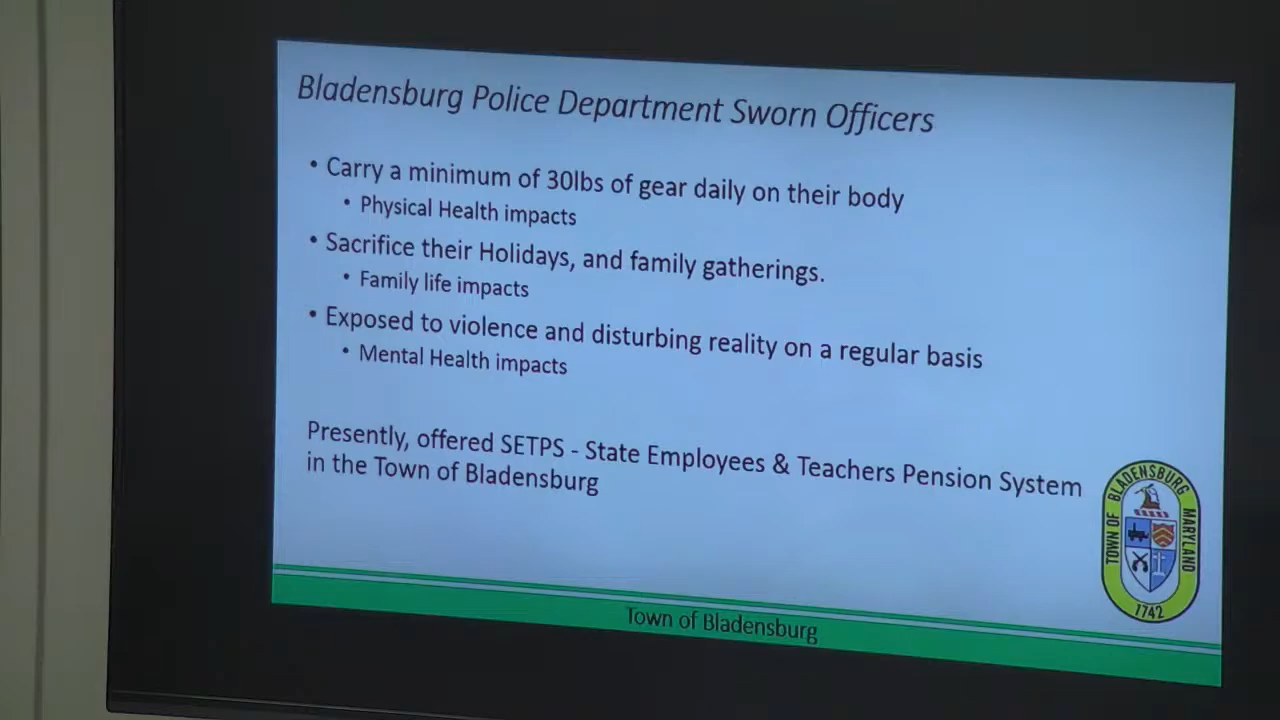 Bladensburg Police Department Sworn Officers
• Carry a minimum of 30lbs of gear daily on their body
• Physical Health impacts
• Sacrifice their Holidays, and family gatherings.
• Family life impacts
• Exposed to violence and disturbing reality on a regular basis
• Mental Health impacts
Presently, offered SETPS - State Employees & Teachers Pension System
in the Town of Bladensburg
TOWN OF BLADENSBURG MARYLAND
1742
Town of Bladensburg